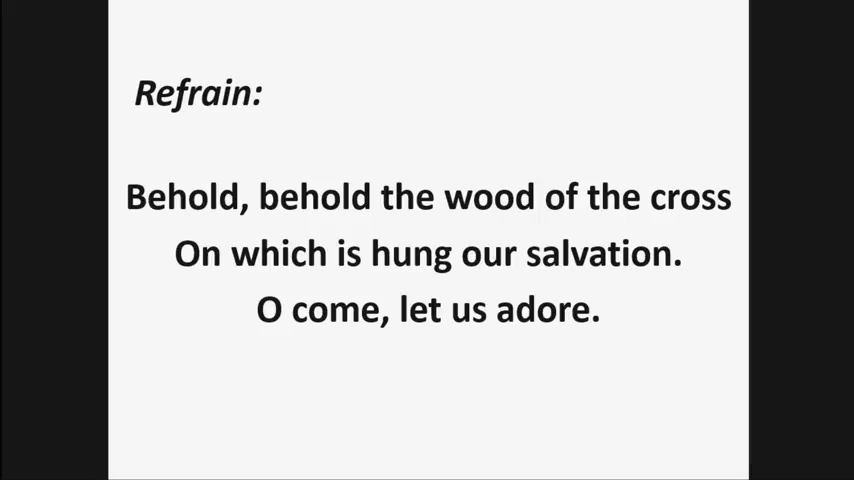 Refrain:
Behold, behold the wood of the cross
On which is hung our salvation.
O come, let us adore.